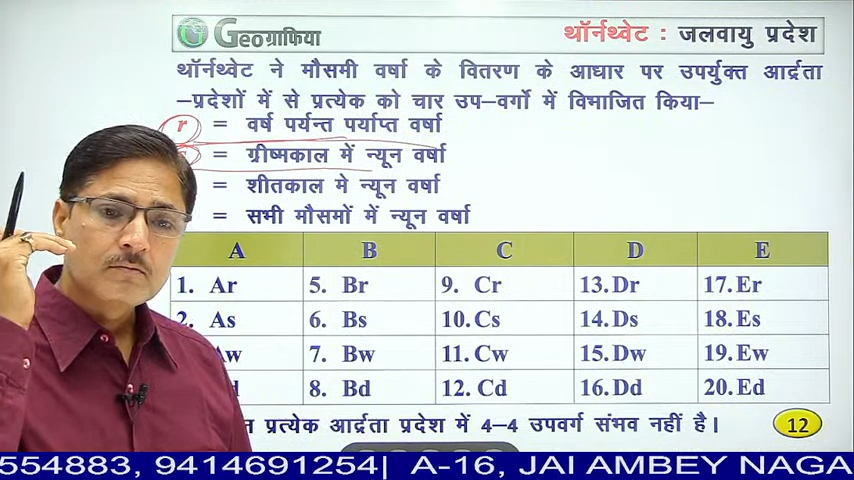 Geoग्राफिया
थॉर्नथ्वेट : जलवायु प्रदेश
थॉर्नथ्वेट ने मौसमी वर्षा के वितरण के आधार पर उपर्युक्त आर्द्रता
–प्रदेशों में से प्रत्येक को चार उप–वर्गो में विभाजित किया–
r = वर्ष पर्यन्त पर्याप्त वर्षा
= ग्रीष्मकाल में न्यून वर्षा
= शीतकाल मे न्यून वर्षा
= सभी मौसमों में न्यून वर्षा
A B C D E
1. Ar 5. Br 9. Cr 13. Dr 17. Er
2. As 6. Bs 10. Cs 14. Ds 18. Es
Aw 7. Bw 11. Cw 15. Dw 19. Ew
8. Bd 12. Cd 16. Dd 20. Ed
प्रत्येक आर्द्रता प्रदेश में 4–4 उपवर्ग संभव नहीं है।
12
554883, 9414691254| A-16, JAI AMBEY NAGA